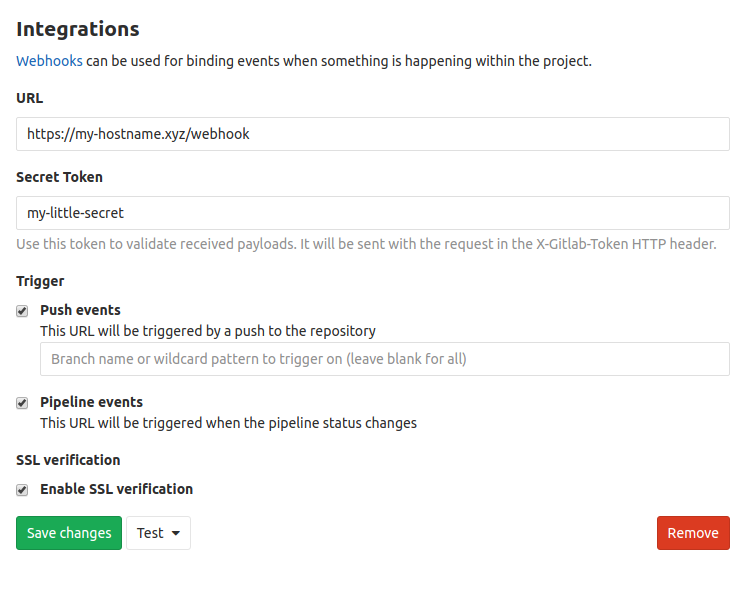 Integrations
Webhooks can be used for binding events when something is happening within the project.
URL
https://my-hostname.xyz/webhook
Secret Token
my-little-secret
Use this token to validate received payloads. It will be sent with the request in the X-Gitlab-Token HTTP header.
Trigger
Push events
This URL will be triggered by a push to the repository
Branch name or wildcard pattern to trigger on (leave blank for all)
Pipeline events
This URL will be triggered when the pipeline status changes
SSL verification
Enable SSL verification
Save changes Test Remove